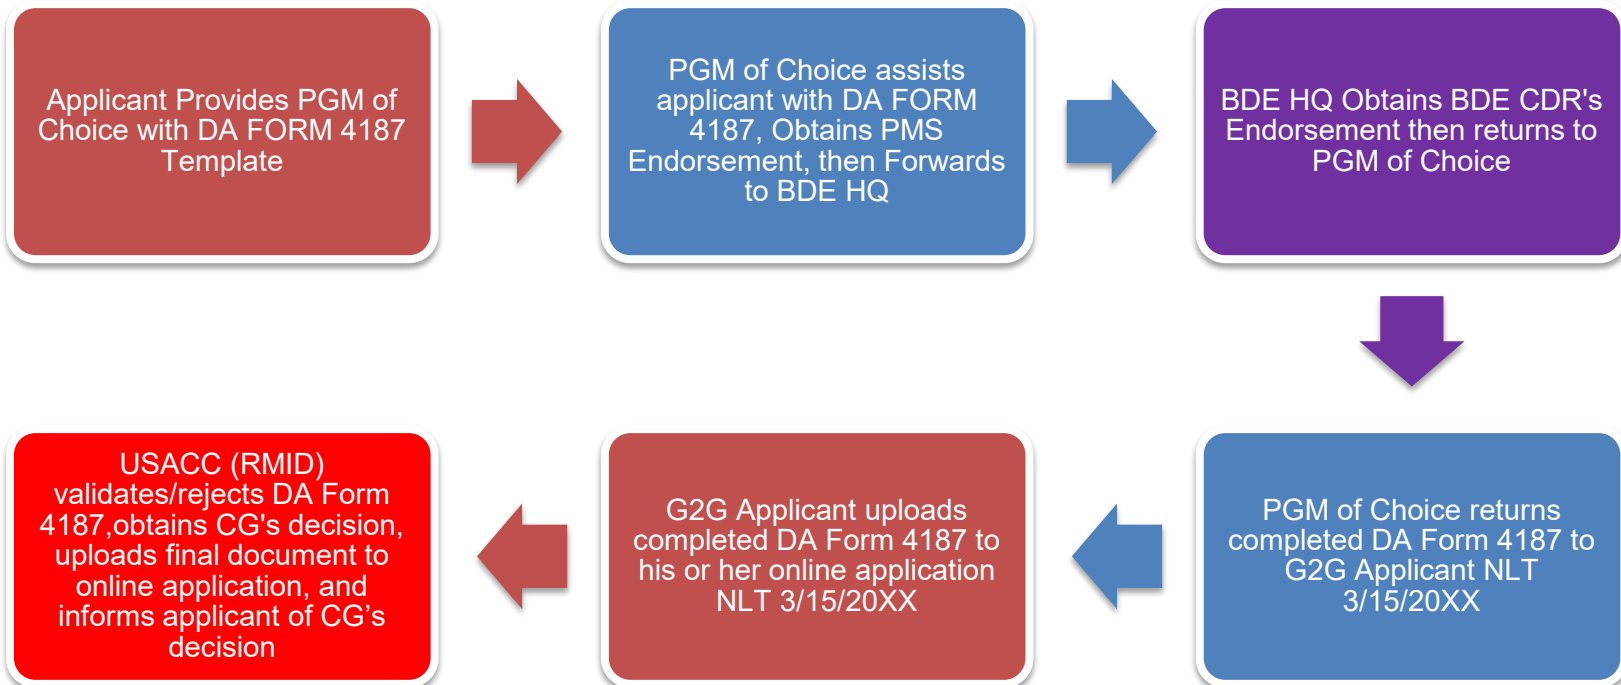 Applicant Provides PGM of
Choice with DA FORM 4187
Template
PGM of Choice assists
applicant with DA FORM
4187, Obtains PMS
Endorsement, then Forwards
to BDE HQ
BDE HQ Obtains BDE CDR's
Endorsement then returns to
PGM of Choice
PGM of Choice returns
completed DA Form 4187 to
G2G Applicant NLT
3/15/20XX
G2G Applicant uploads
completed DA Form 4187 to
his or her online application
NLT 3/15/20XX
USACC (RMID)
validates/rejects DA Form
4187,obtains CG's decision,
uploads final document to
online application, and
informs applicant of CG’s
decision